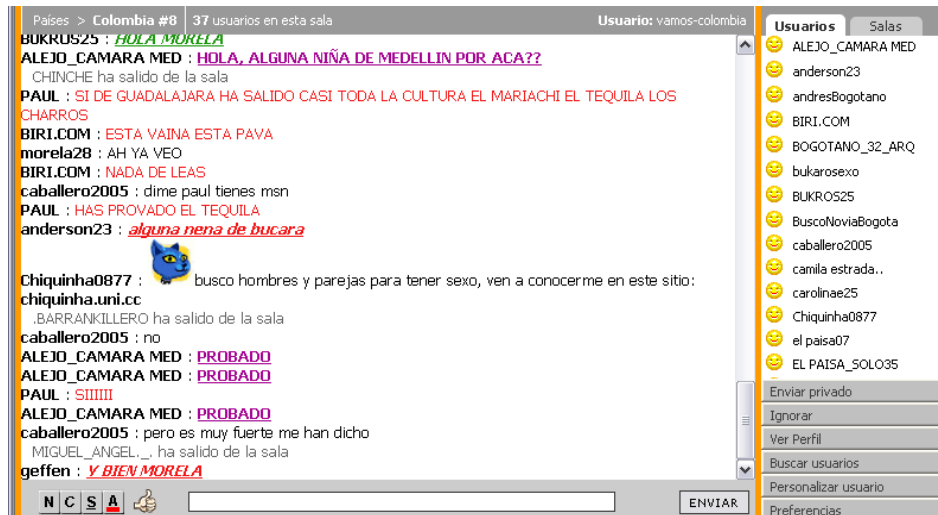 Países > Colombia #8 37 usuarios en esta sala Usuario: vamos-colombia
BUKROS25 : HOLA MORELA
ALEJO_CAMARA MED : HOLA, ALGUNA NIÑA DE MEDELLIN POR ACA??
CHINCHE ha salido de la sala
PAUL : SI DE GUADALAJARA HA SALIDO CASI TODA LA CULTURA EL MARIACHI EL TEQUILA LOS
CHARROS
BIRI.COM : ESTA VAINA ESTA PAVA
morela28 : AH YA VEO
BIRI.COM : NADA DE LEAS
caballero2005 : dime paul tienes msn
PAUL : HAS PROVADO EL TEQUILA
anderson23 : alguna nena de bucara
Chiquinha0877 : busco hombres y parejas para tener sexo, ven a conocerme en este sitio:
chiquinha.uni.cc
.BARRANKILLERO ha salido de la sala
caballero2005 : no
ALEJO_CAMARA MED : PROBADO
ALEJO_CAMARA MED : PROBADO
PAUL : SIIIIII
ALEJO_CAMARA MED : PROBADO
caballero2005 : pero es muy fuerte me han dicho
MIGUEL_ANGEL._. ha salido de la sala
geffen : Y BIEN MORELA
N C S A ENVIAR
Usuarios Salas
ALEJO_CAMARA MED
anderson23
andresBogotano
BIRI.COM
BOGOTANO_32_ARQ
bukarosexo
BUKROS25
BuscoNoviaBogota
caballero2005
camila estrada..
carolinae25
Chiquinha0877
el paisa07
EL PAISA_SOLO35
Enviar privado
Ignorar
Ver Perfil
Buscar usuarios
Personalizar usuario
Preferencias